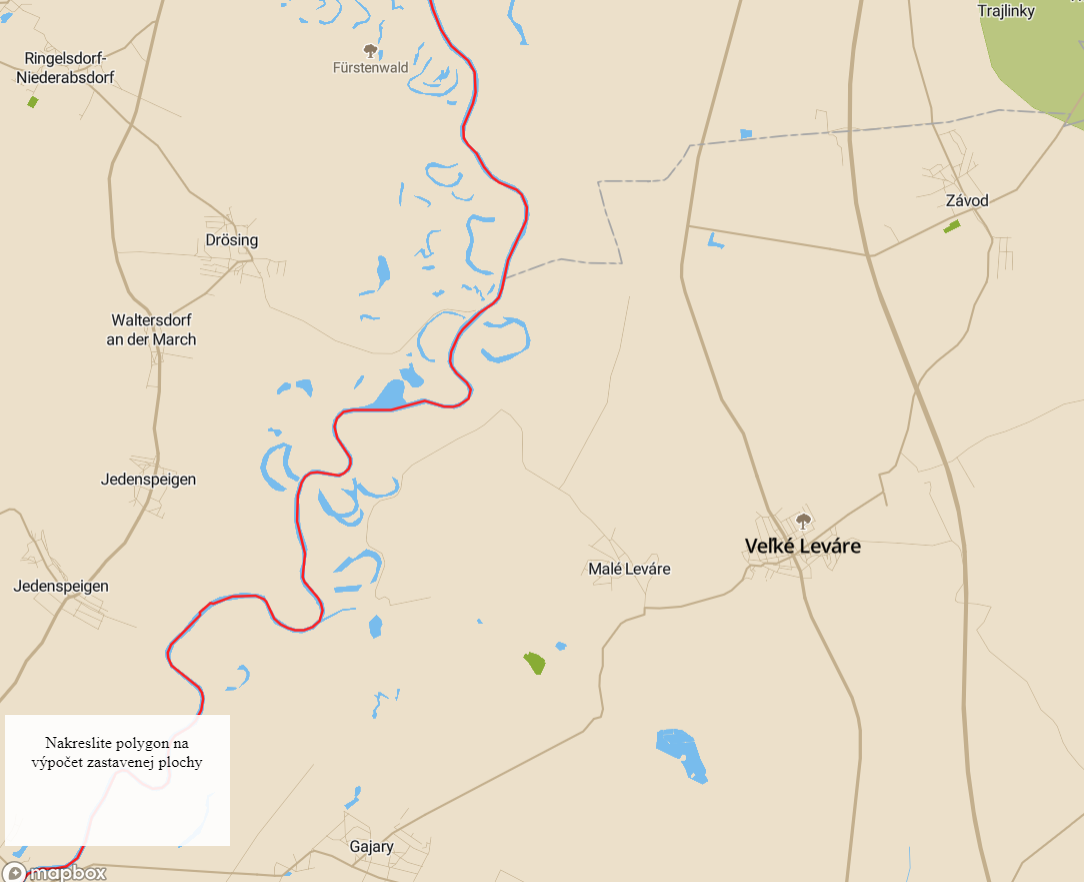 Trajlinky
Ringelsdorf-
Niederabsdorf
Fürstenwald
Závod
Drösing
Waltersdorf
an der March
Jedenspeigen
Veľké Leváre
Malé Leváre
Jedenspeigen
Nakreslite polygon na
výpočet zastavenej plochy
Gajary
mapbox